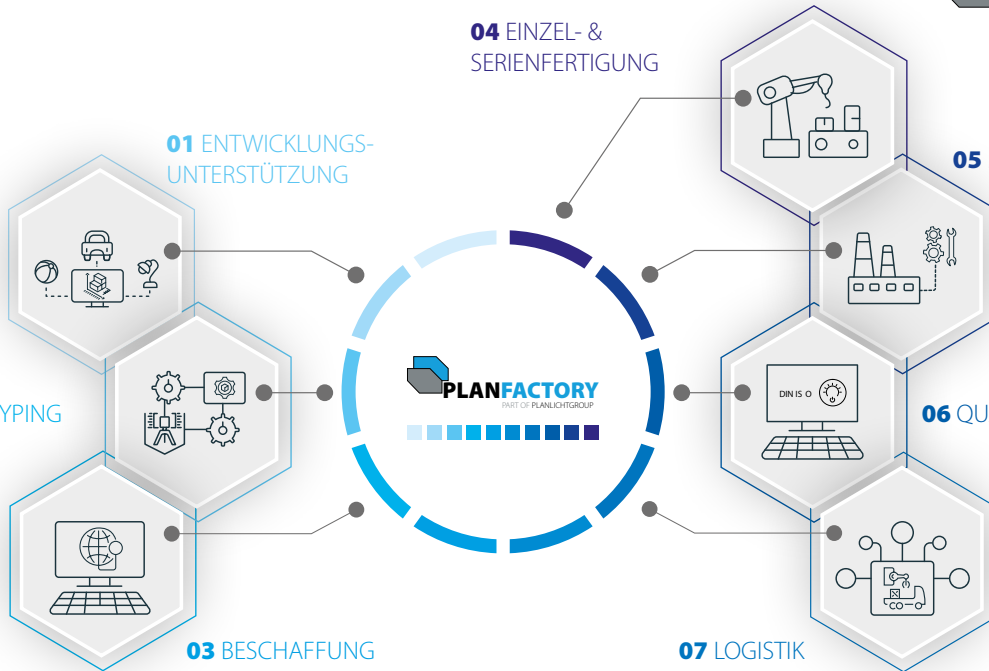 04 EINZEL- &
SERIENFERTIGUNG
01 ENTWICKLUNGS-
UNTERSTÜTZUNG
05
PLANFACTORY
PART OF PLANLICHTGROUP
DIN IS O
YPING
06 QU
03 BESCHAFFUNG
07 LOGISTIK